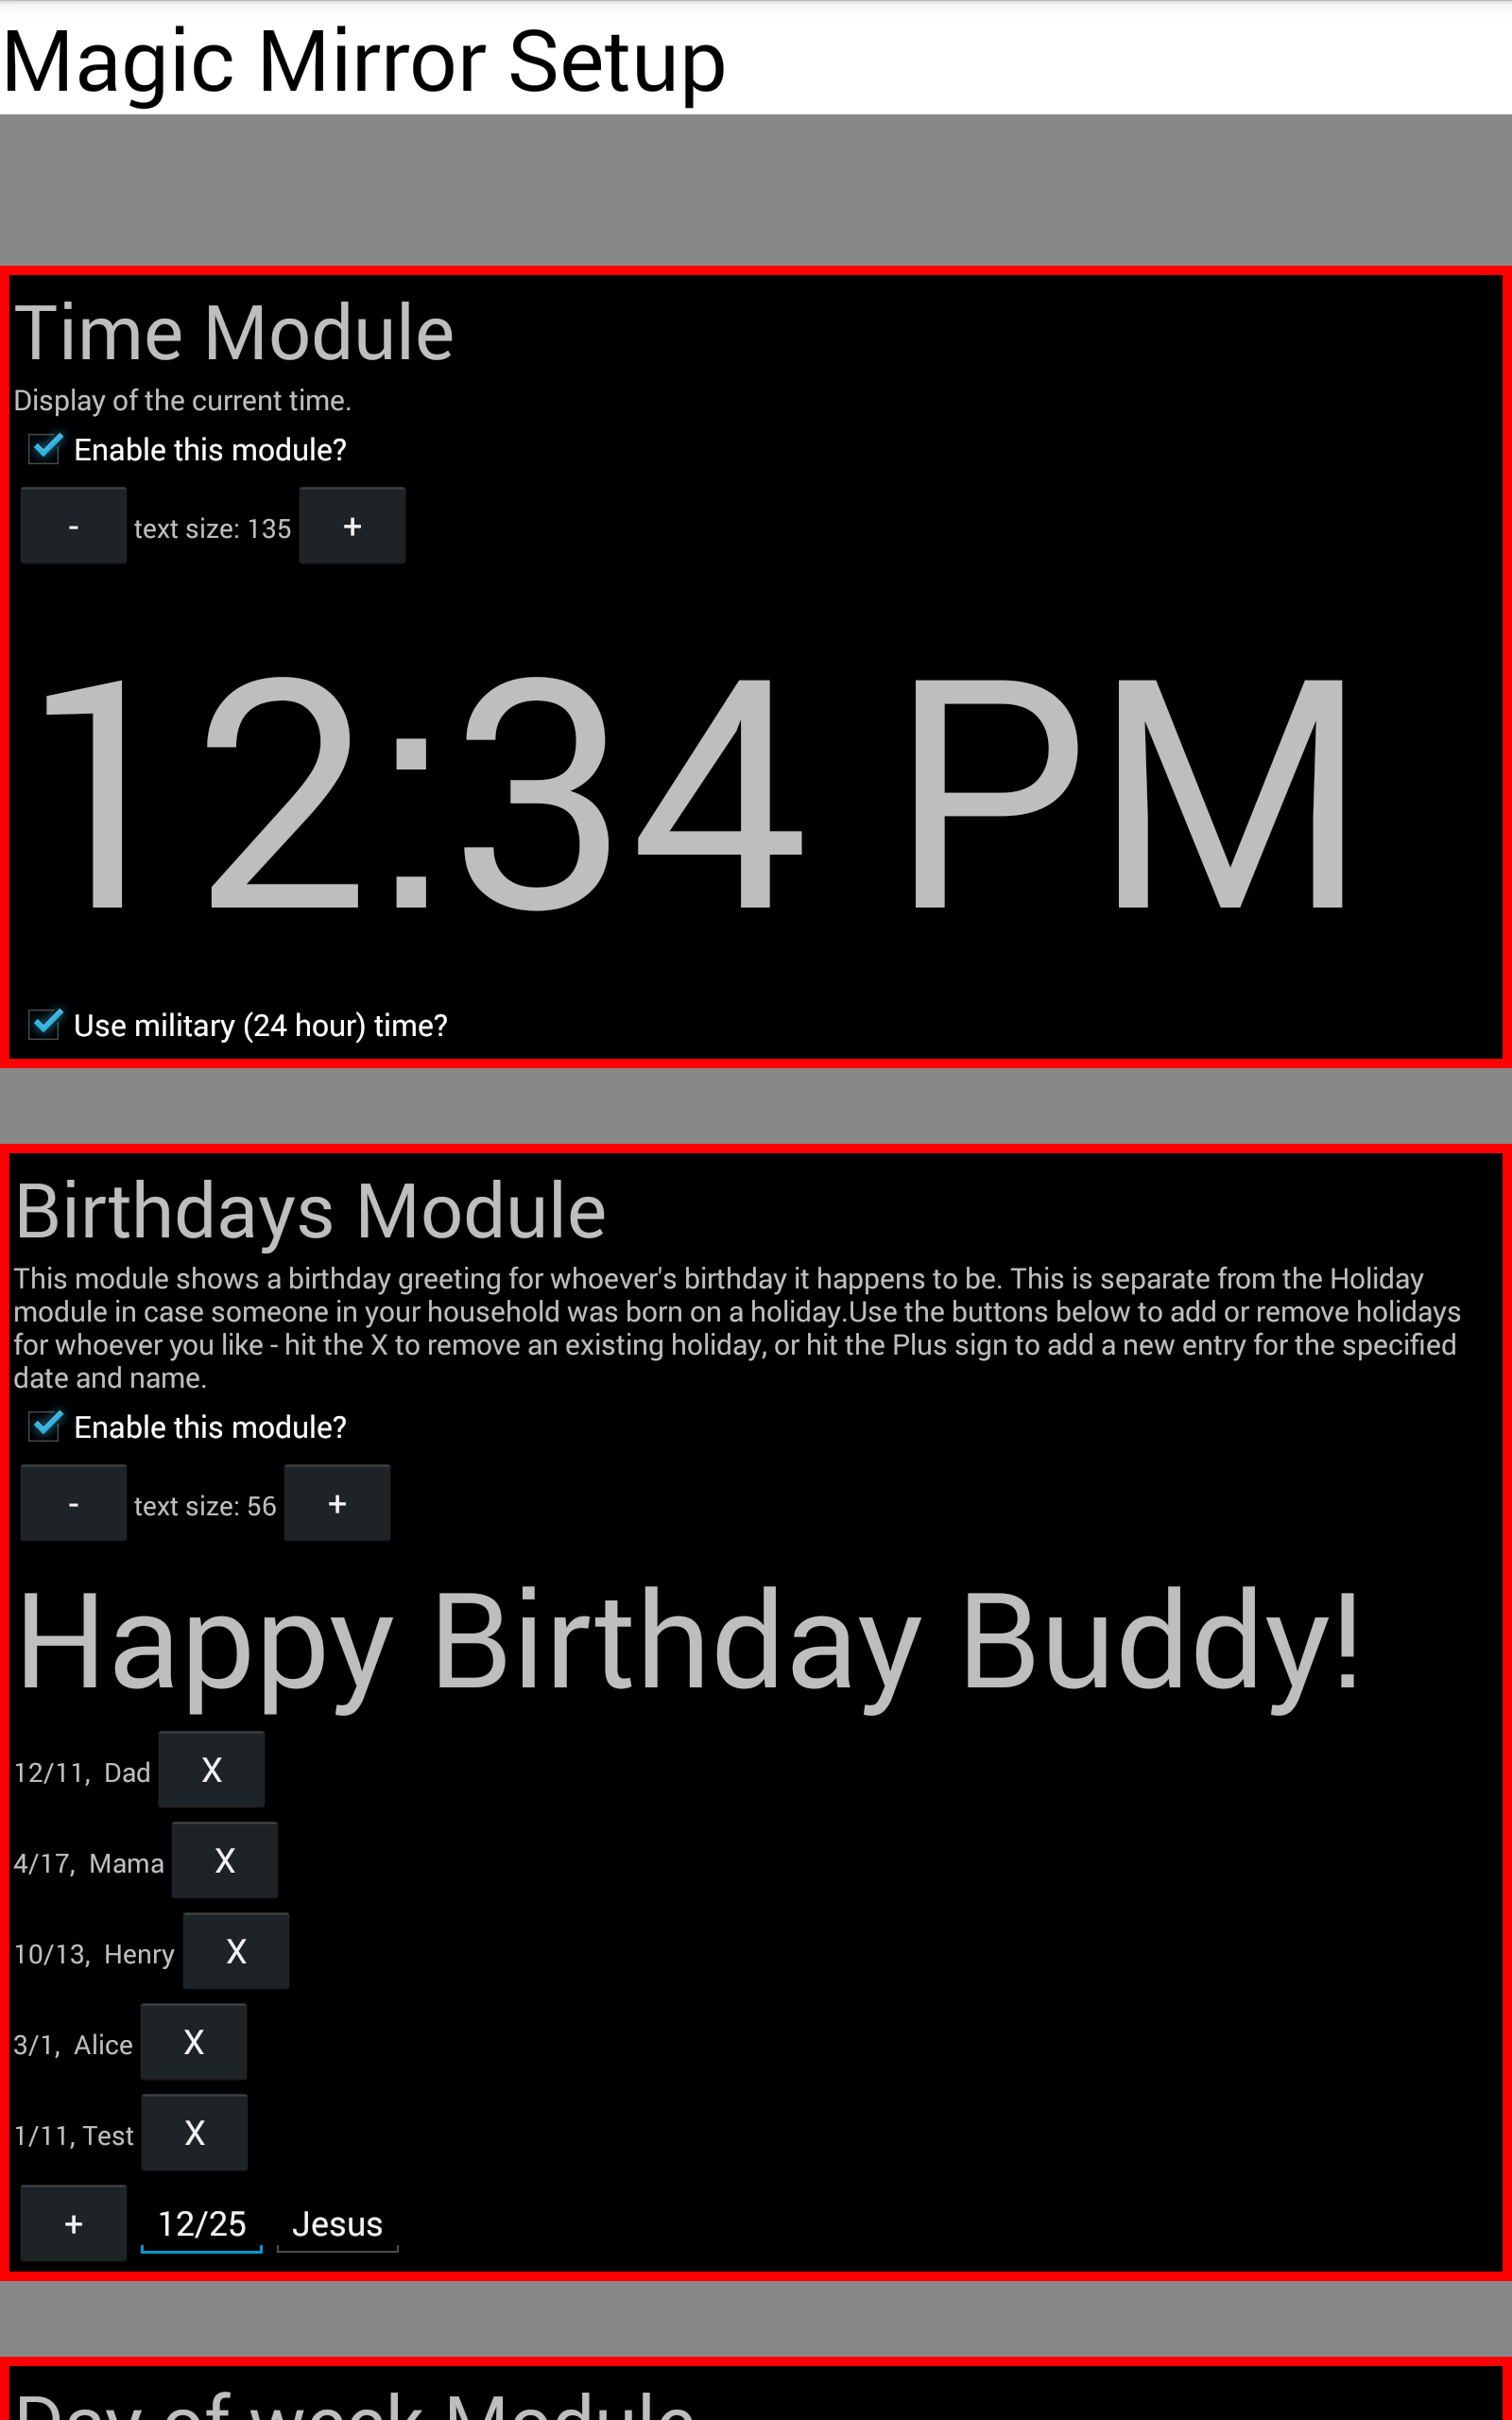 Magic Mirror Setup
Time Module
Display of the current time.
Enable this module?
- text size: 135 +
12:34 PM
Use military (24 hour) time?
Birthdays Module
This module shows a birthday greeting for whoever's birthday it happens to be. This is separate from the Holiday
module in case someone in your household was born on a holiday.Use the buttons below to add or remove holidays
for whoever you like - hit the X to remove an existing holiday, or hit the Plus sign to add a new entry for the specified
date and name.
Enable this module?
- text size: 56 +
Happy Birthday Buddy!
12/11, Dad X
4/17, Mama X
10/13, Henry X
3/1, Alice X
1/11, Test X
+ 12/25 Jesus
Day of week Module